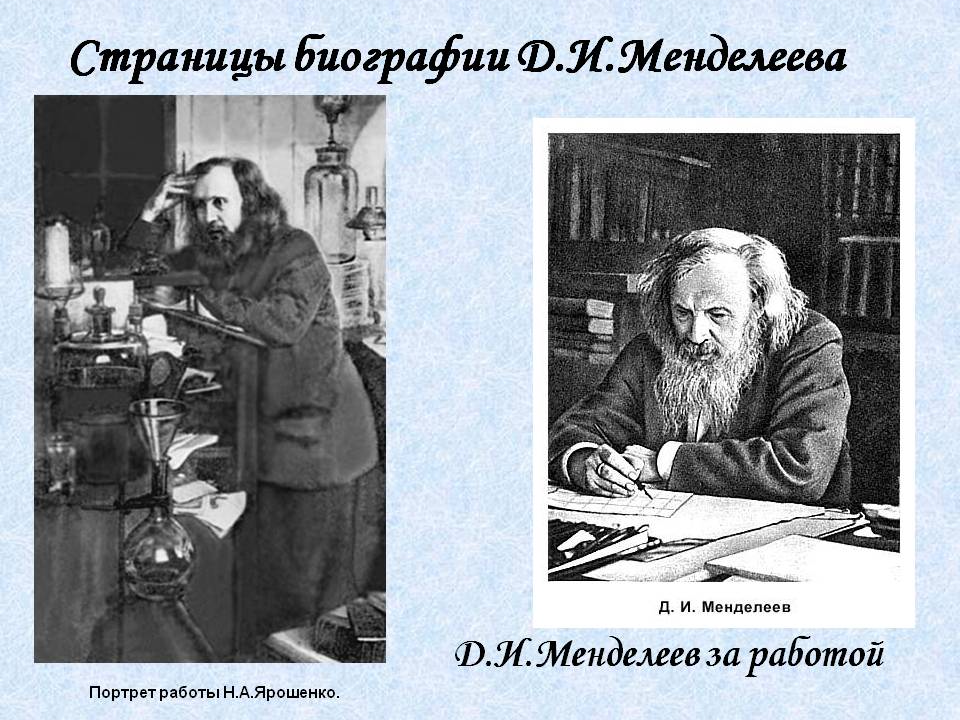 Страницы биографии Д.И.Менделеева
Д. И. Менделеев
Д.И.Менделеев за работой
Портрет работы Н.А.Ярошенко.